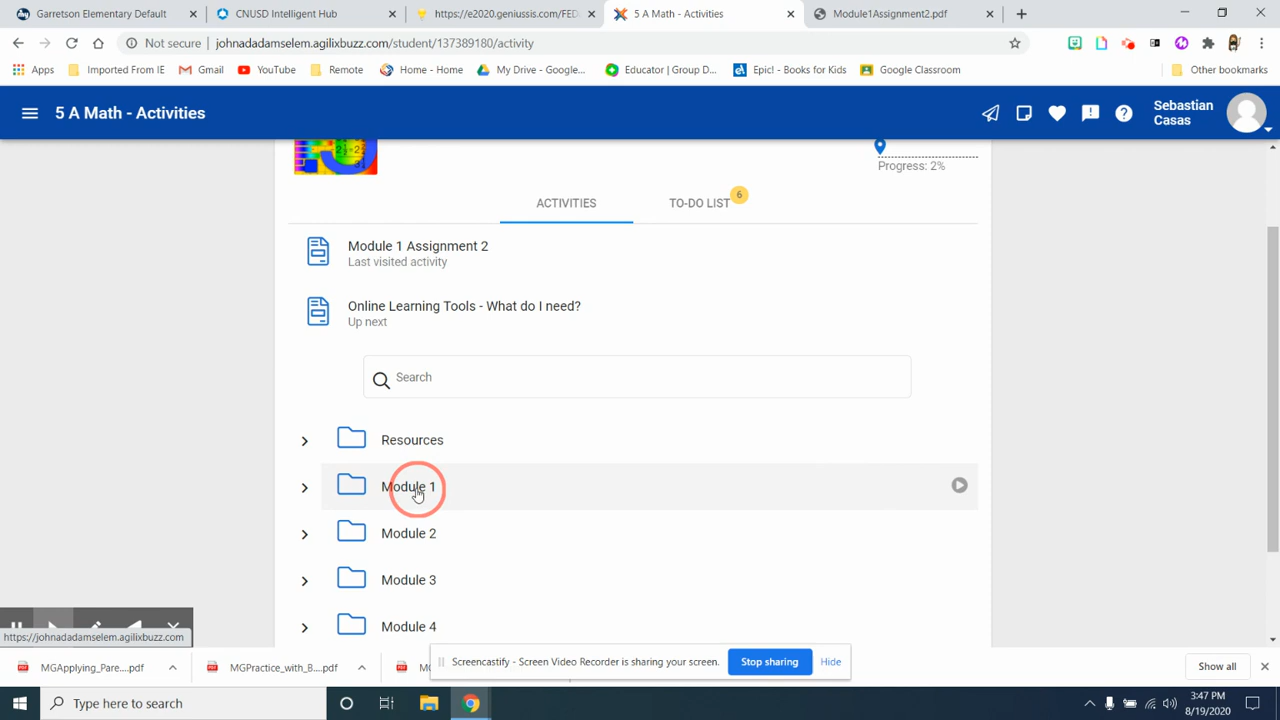 Garretson Elementary Default
CNUSD Intelligent Hub
https://e2020.geniussis.com/FED
5 A Math - Activities
Module1Assignment2.pdf
Not secure
johnadadamselem.agilixbuzz.com/student/137389180/activity
Apps
Imported From IE
Gmail
YouTube
Remote
Home - Home
My Drive - Google...
Educator | Group D...
Epic! - Books for Kids
Google Classroom
Other bookmarks
5 A Math - Activities
Sebastian
Casas
Progress: 2%
ACTIVITIES
TO-DO LIST
6
Module 1 Assignment 2
Last visited activity
Online Learning Tools - What do I need?
Up next
Search
Resources
Module 1
Module 2
Module 3
Module 4
https://johnadadamselem.agilixbuzz.com
MGApplying_Pare....pdf
MGPractice_with_B....pdf
Screencastify - Screen Video Recorder is sharing your screen.
Stop sharing
Hide
Show all
Type here to search
3:47 PM
8/19/2020